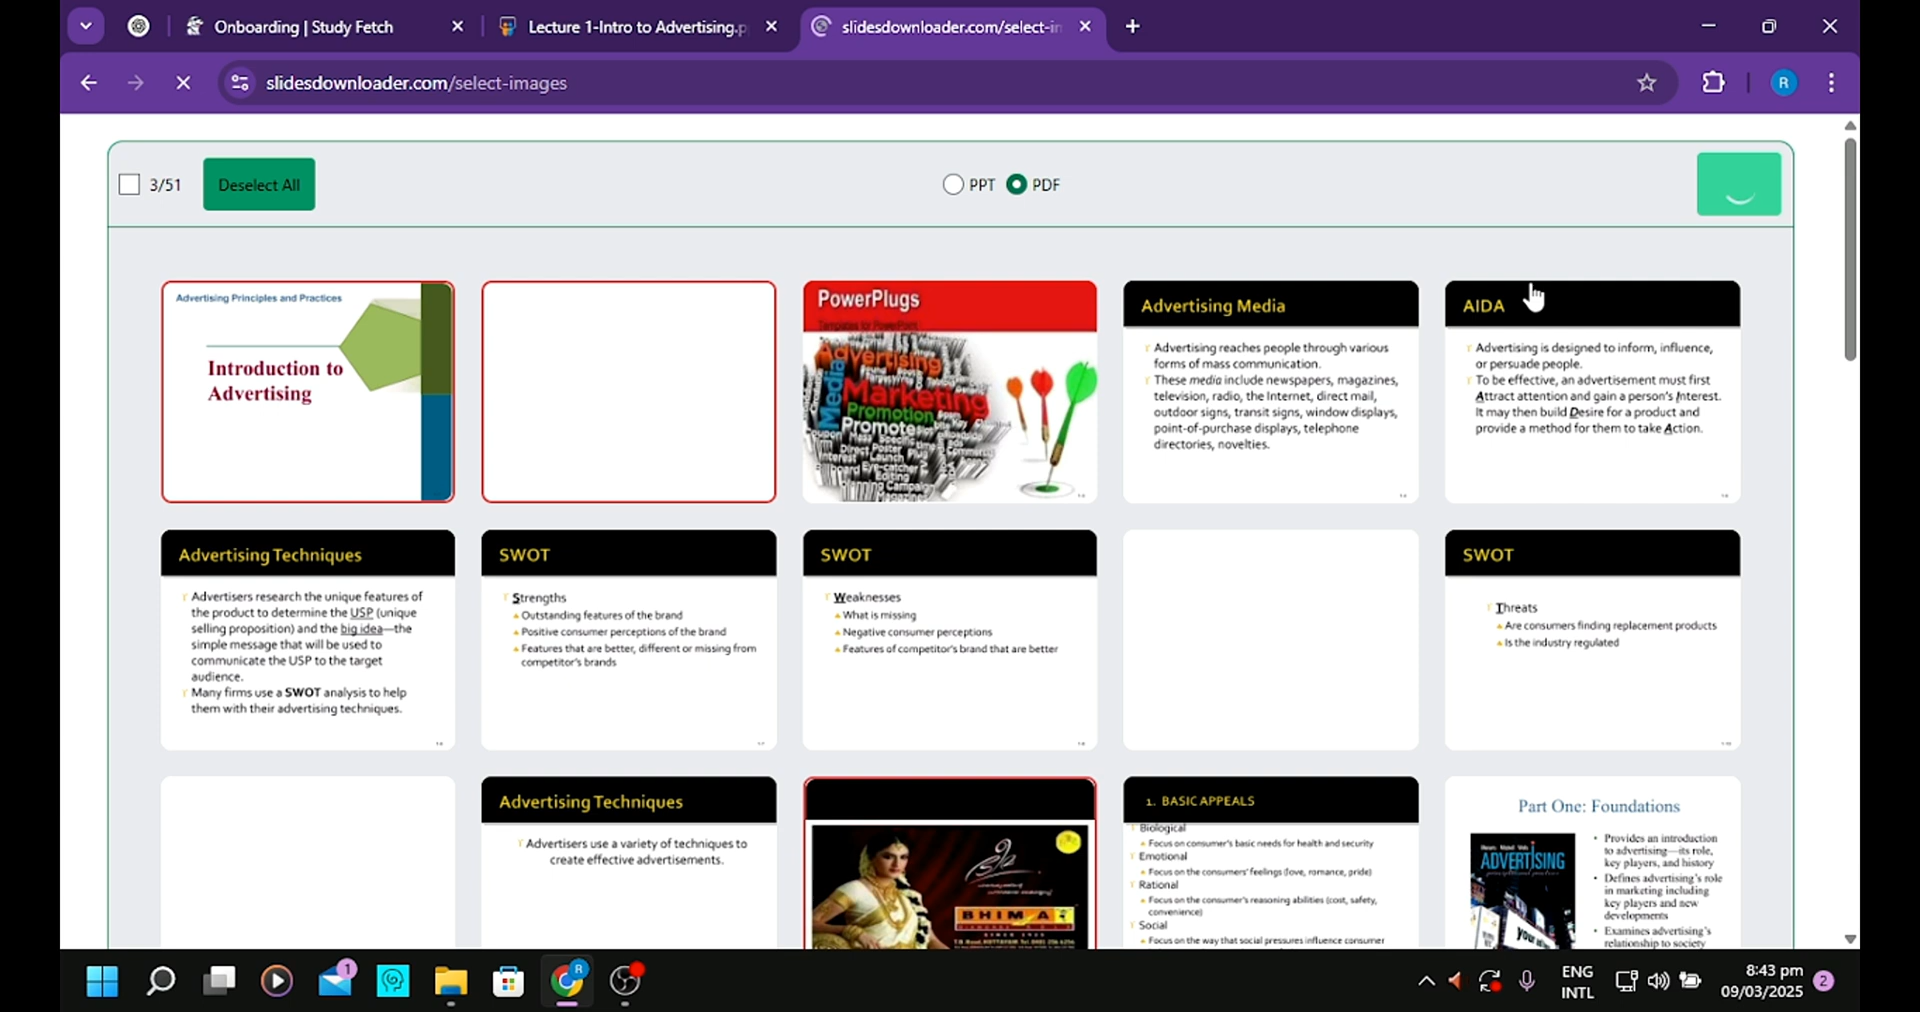 Onboarding | Study Fetch
Lecture 1-Intro to Advertising.p
slidesdownloader.com/select-i
slidesdownloader.com/select-images
R
3/51
Deselect All
PPT
PDF
Advertising Principles and Practices
Introduction to
Advertising
PowerPlugs
Templates for PowerPoint
Advertising
Media
Marketing
Promotion
Promote
Advertising Media
Advertising reaches people through various
forms of mass communication.
These media include newspapers, magazines,
television, radio, the Internet, direct mail,
outdoor signs, transit signs, window displays,
point-of-purchase displays, telephone
directories, novelties.
AIDA
Advertising is designed to inform, influence,
or persuade people.
To be effective, an advertisement must first
Attract attention and gain a person's Interest.
It may then build Desire for a product and
provide a method for them to take Action.
Advertising Techniques
Advertisers research the unique features of
the product to determine the USP (unique
selling proposition) and the big idea—the
simple message that will be used to
communicate the USP to the target
audience.
Many firms use a SWOT analysis to help
them with their advertising techniques.
SWOT
Strengths
Outstanding features of the brand
Positive consumer perceptions of the brand
Features that are better, different or missing from
competitor's brands
SWOT
Weaknesses
What is missing
Negative consumer perceptions
Features of competitor's brand that are better
SWOT
Threats
Are consumers finding replacement products
Is the industry regulated
Advertising Techniques
Advertisers use a variety of techniques to
create effective advertisements.
BHIMA
1. BASIC APPEALS
Biological
Focus on consumer's basic needs for health and security
Emotional
Focus on the consumers' feelings (love, romance, pride)
Rational
Focus on the consumer's reasoning abilities (cost, safety,
convenience)
Social
Focus on the way that social pressures influence consumer
Part One: Foundations
ADVERTISING
Provides an introduction
to advertising—its role,
key players, and history
Defines advertising's role
in marketing including
key players and new
developments
Examines advertising's
relationship to society
1
R
ENG
INTL
8:43 pm
09/03/2025
2